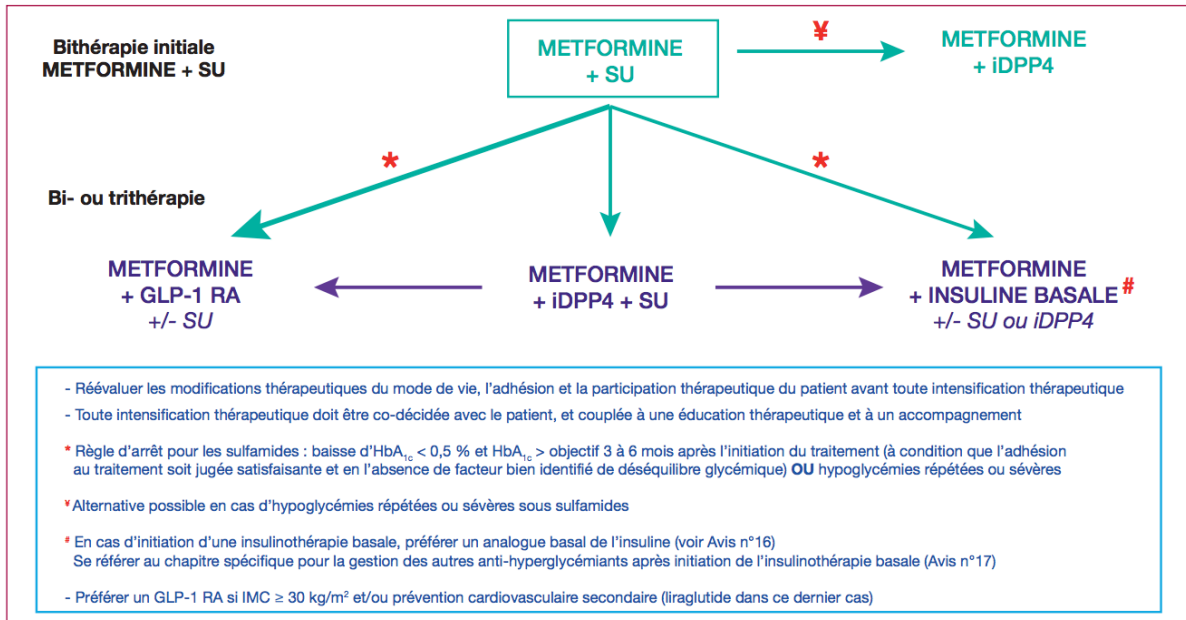 Bithérapie initiale
METFORMINE + SU
METFORMINE
+ SU
¥
METFORMINE
+ iDPP4
*
*
Bi- ou trithérapie
METFORMINE
+ GLP-1 RA
+/- SU
METFORMINE
+ iDPP4 + SU
METFORMINE
+ INSULINE BASALE #
+/- SU ou iDPP4
- Réévaluer les modifications thérapeutiques du mode de vie, l'adhésion et la participation thérapeutique du patient avant toute intensification thérapeutique
- Toute intensification thérapeutique doit être co-décidée avec le patient, et couplée à une éducation thérapeutique et à un accompagnement
* Règle d'arrêt pour les sulfamides : baisse d'HbA1c < 0,5 % et HbA1c > objectif 3 à 6 mois après l'initiation du traitement (à condition que l'adhésion
au traitement soit jugée satisfaisante et en l'absence de facteur bien identifié de déséquilibre glycémique) OU hypoglycémies répétées ou sévères
¥ Alternative possible en cas d'hypoglycémies répétées ou sévères sous sulfamides
# En cas d'initiation d'une insulinothérapie basale, préférer un analogue basal de l'insuline (voir Avis n°16)
Se référer au chapitre spécifique pour la gestion des autres anti-hyperglycémiants après initiation de l'insulinothérapie basale (Avis n°17)
- Préférer un GLP-1 RA si IMC ≥ 30 kg/m² et/ou prévention cardiovasculaire secondaire (liraglutide dans ce dernier cas)